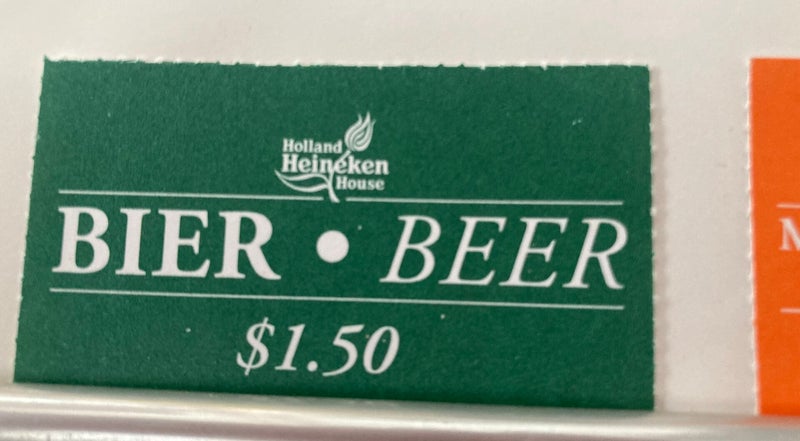 Holland
Heineken
House
BIER • BEER
$1.50